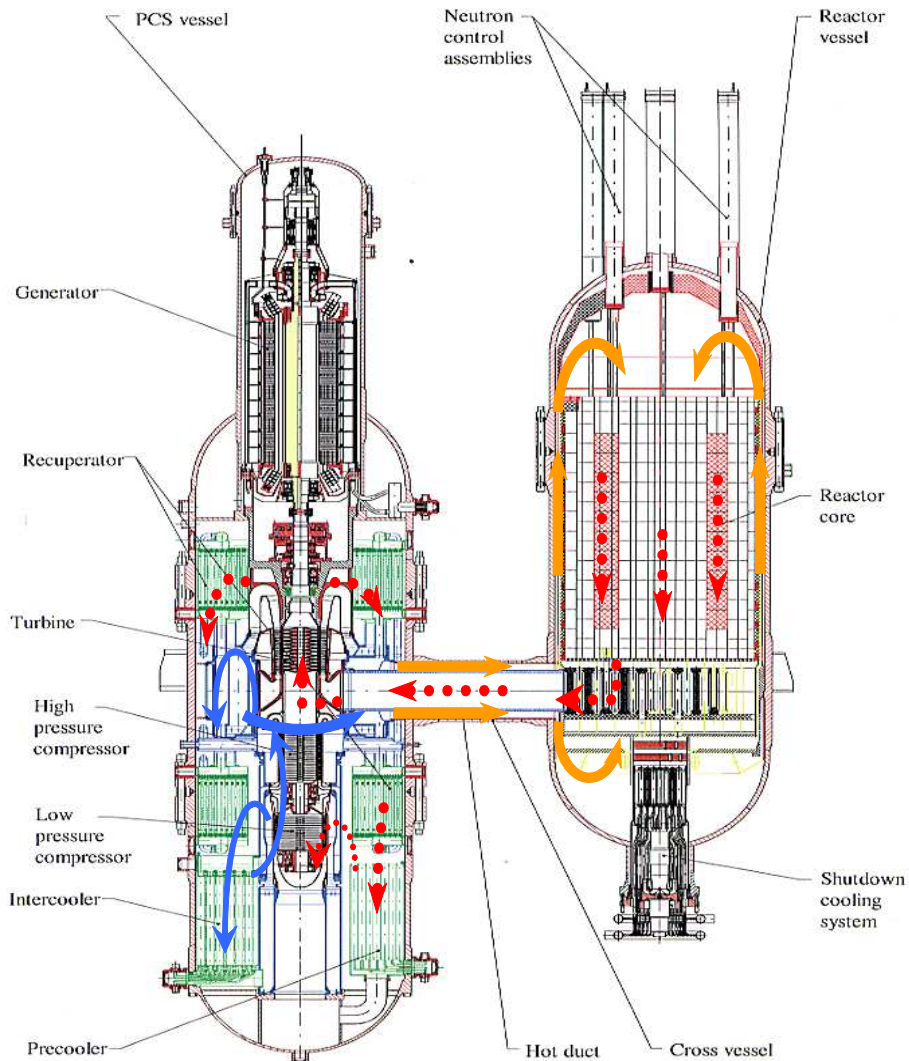 PCS vessel
Neutron
control
assemblies
Reactor
vessel
Generator
Recuperator
Reactor
core
Turbine
High
pressure
compressor
Low
pressure
compressor
Intercooler
Shutdown
cooling
system
Precooler
Hot duct
Cross vessel